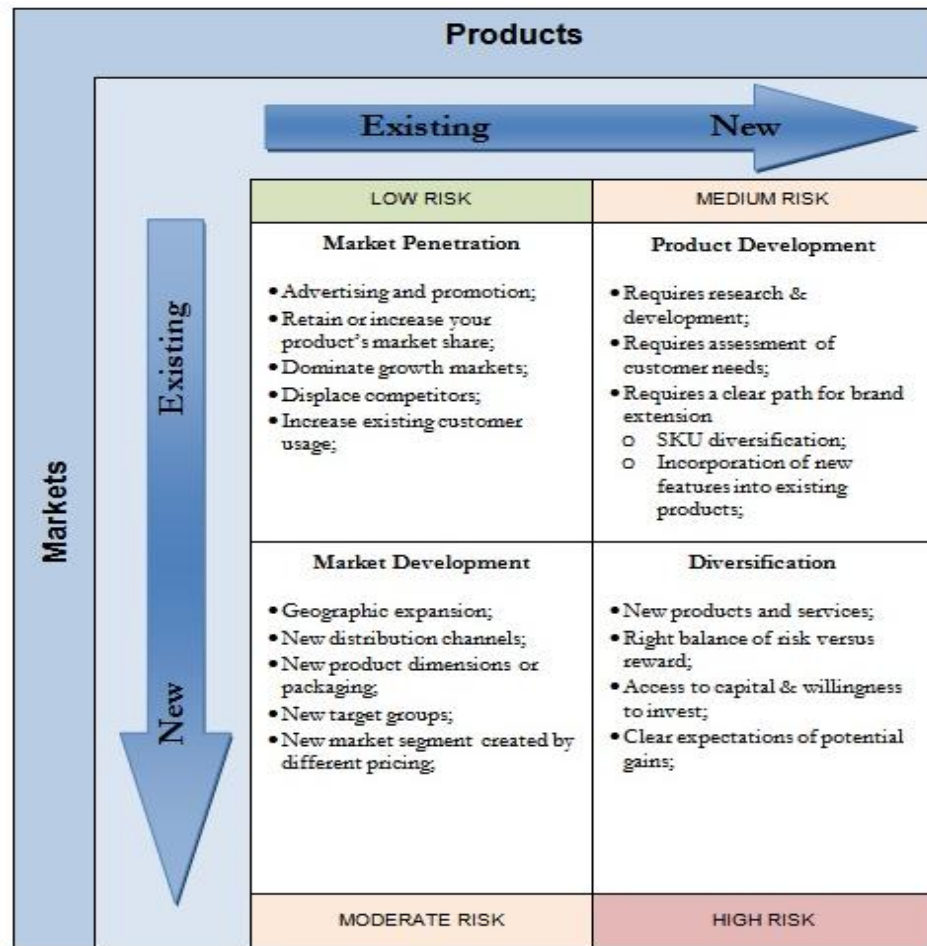 Products
Existing New
LOW RISK
MEDIUM RISK
Markets
Existing
New
Market Penetration
• Advertising and promotion;
• Retain or increase your
product's market share;
• Dominate growth markets;
• Displace competitors;
• Increase existing customer
usage;
Product Development
• Requires research &
development;
• Requires assessment of
customer needs;
• Requires a clear path for brand
extension
o SKU diversification;
o Incorporation of new
features into existing
products;
Market Development
• Geographic expansion;
• New distribution channels;
• New product dimensions or
packaging;
• New target groups;
• New market segment created by
different pricing;
Diversification
• New products and services;
• Right balance of risk versus
reward;
• Access to capital & willingness
to invest;
• Clear expectations of potential
gains;
MODERATE RISK
HIGH RISK